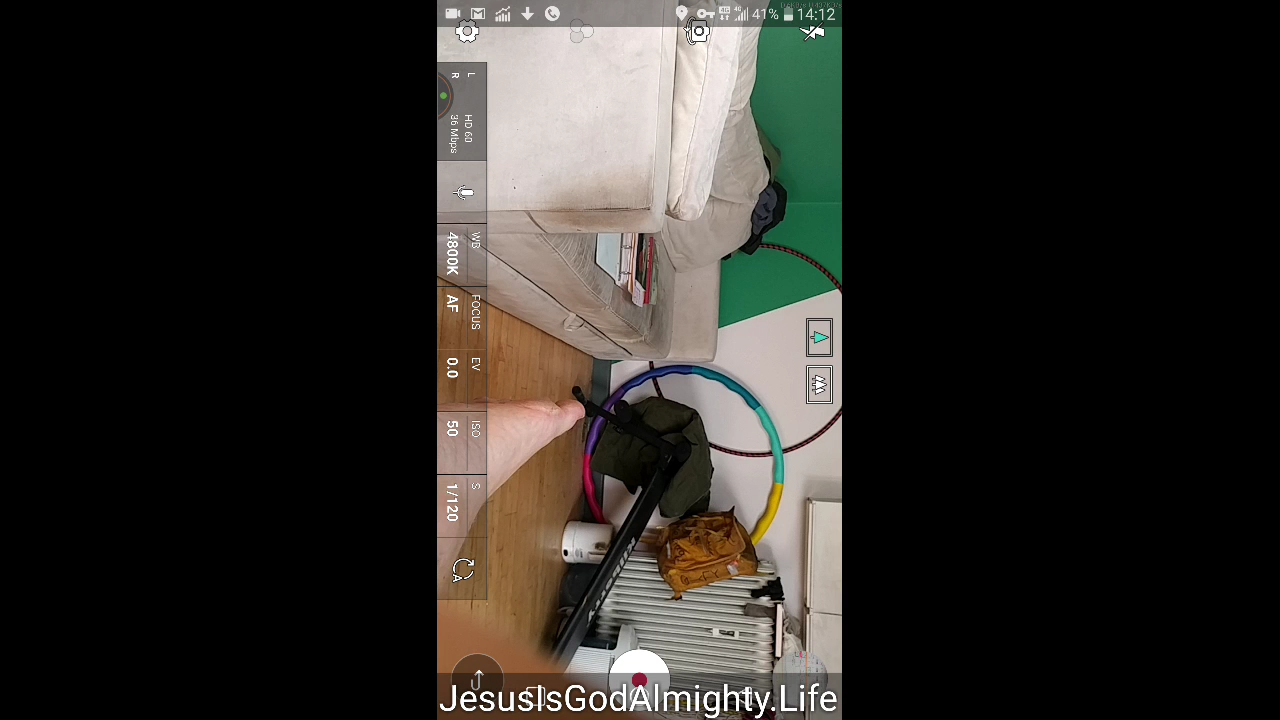 41% 14:12
L
R
HD 60
36 Mbps
WB
4800K
FOCUS
AF
EV
0.0
ISO
50
S
1/120
A
NEEWER
JesusIsGodAlmighty.Life